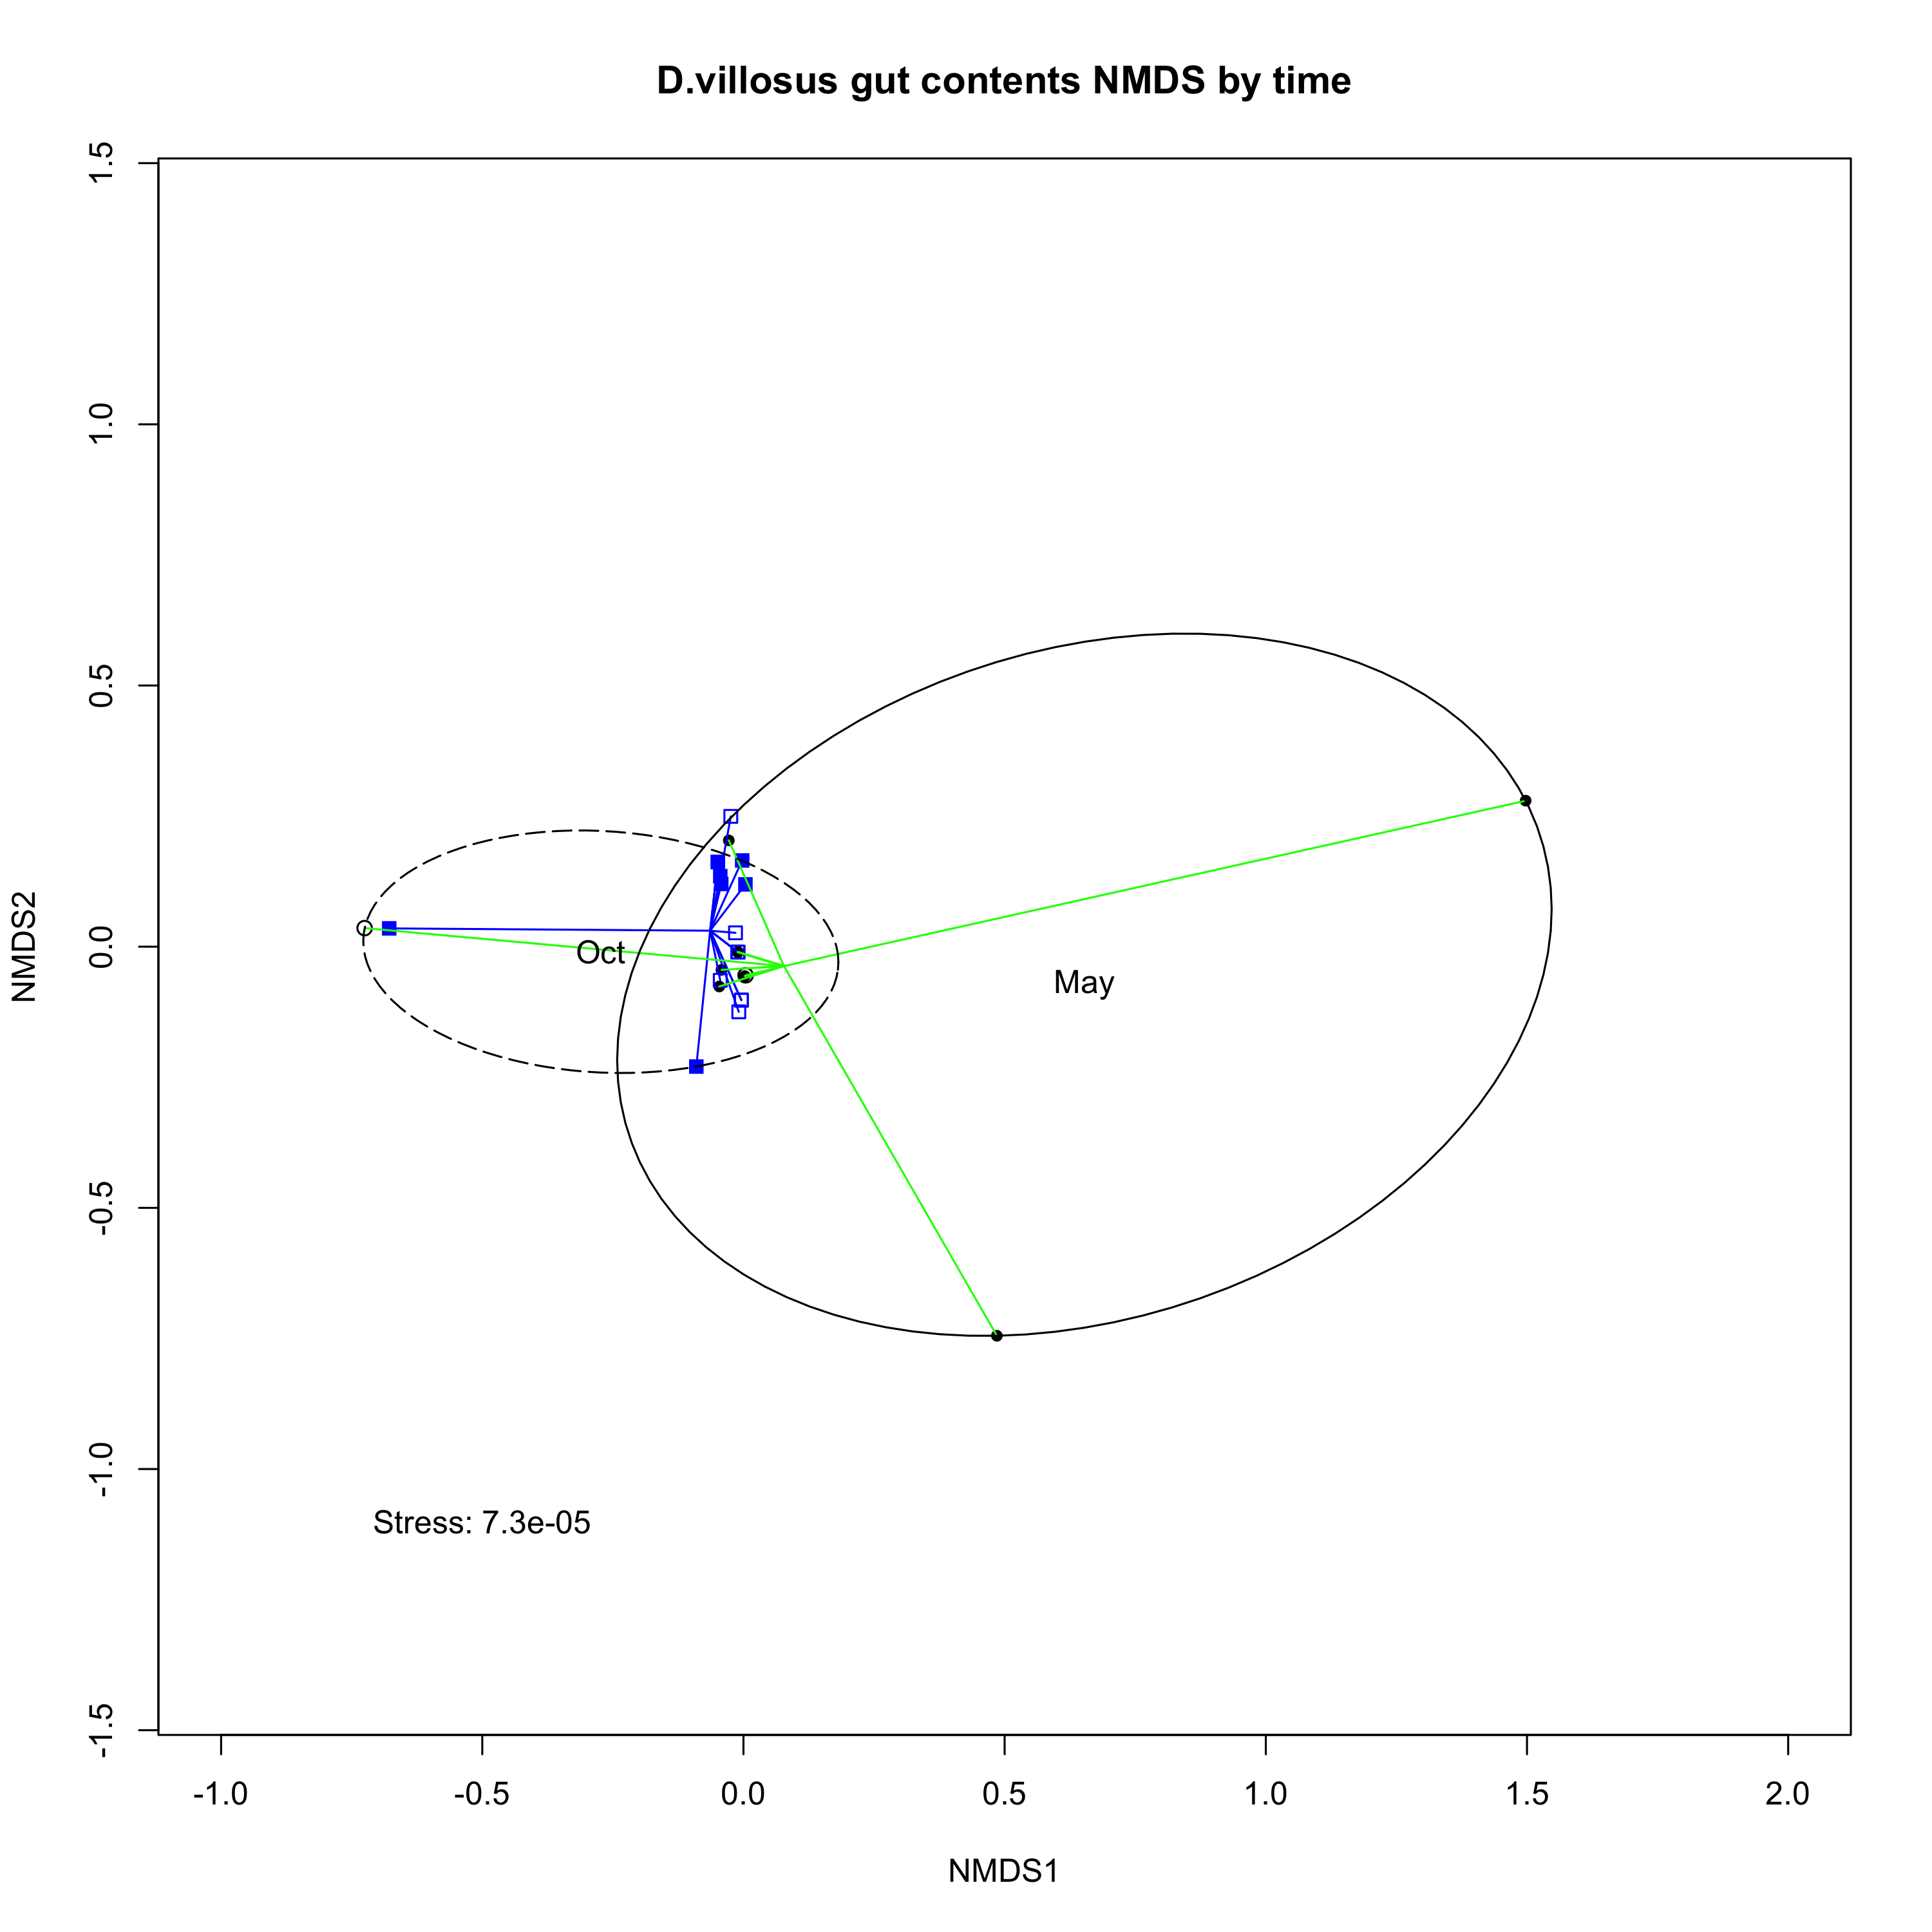 D.villosus gut contents NMDS by time
1.5
1.0
0.5
0.0
-0.5
-1.0
-1.5
NMDS2
Oct
May
Stress: 7.3e-05
-1.0 -0.5 0.0 0.5 1.0 1.5 2.0
NMDS1